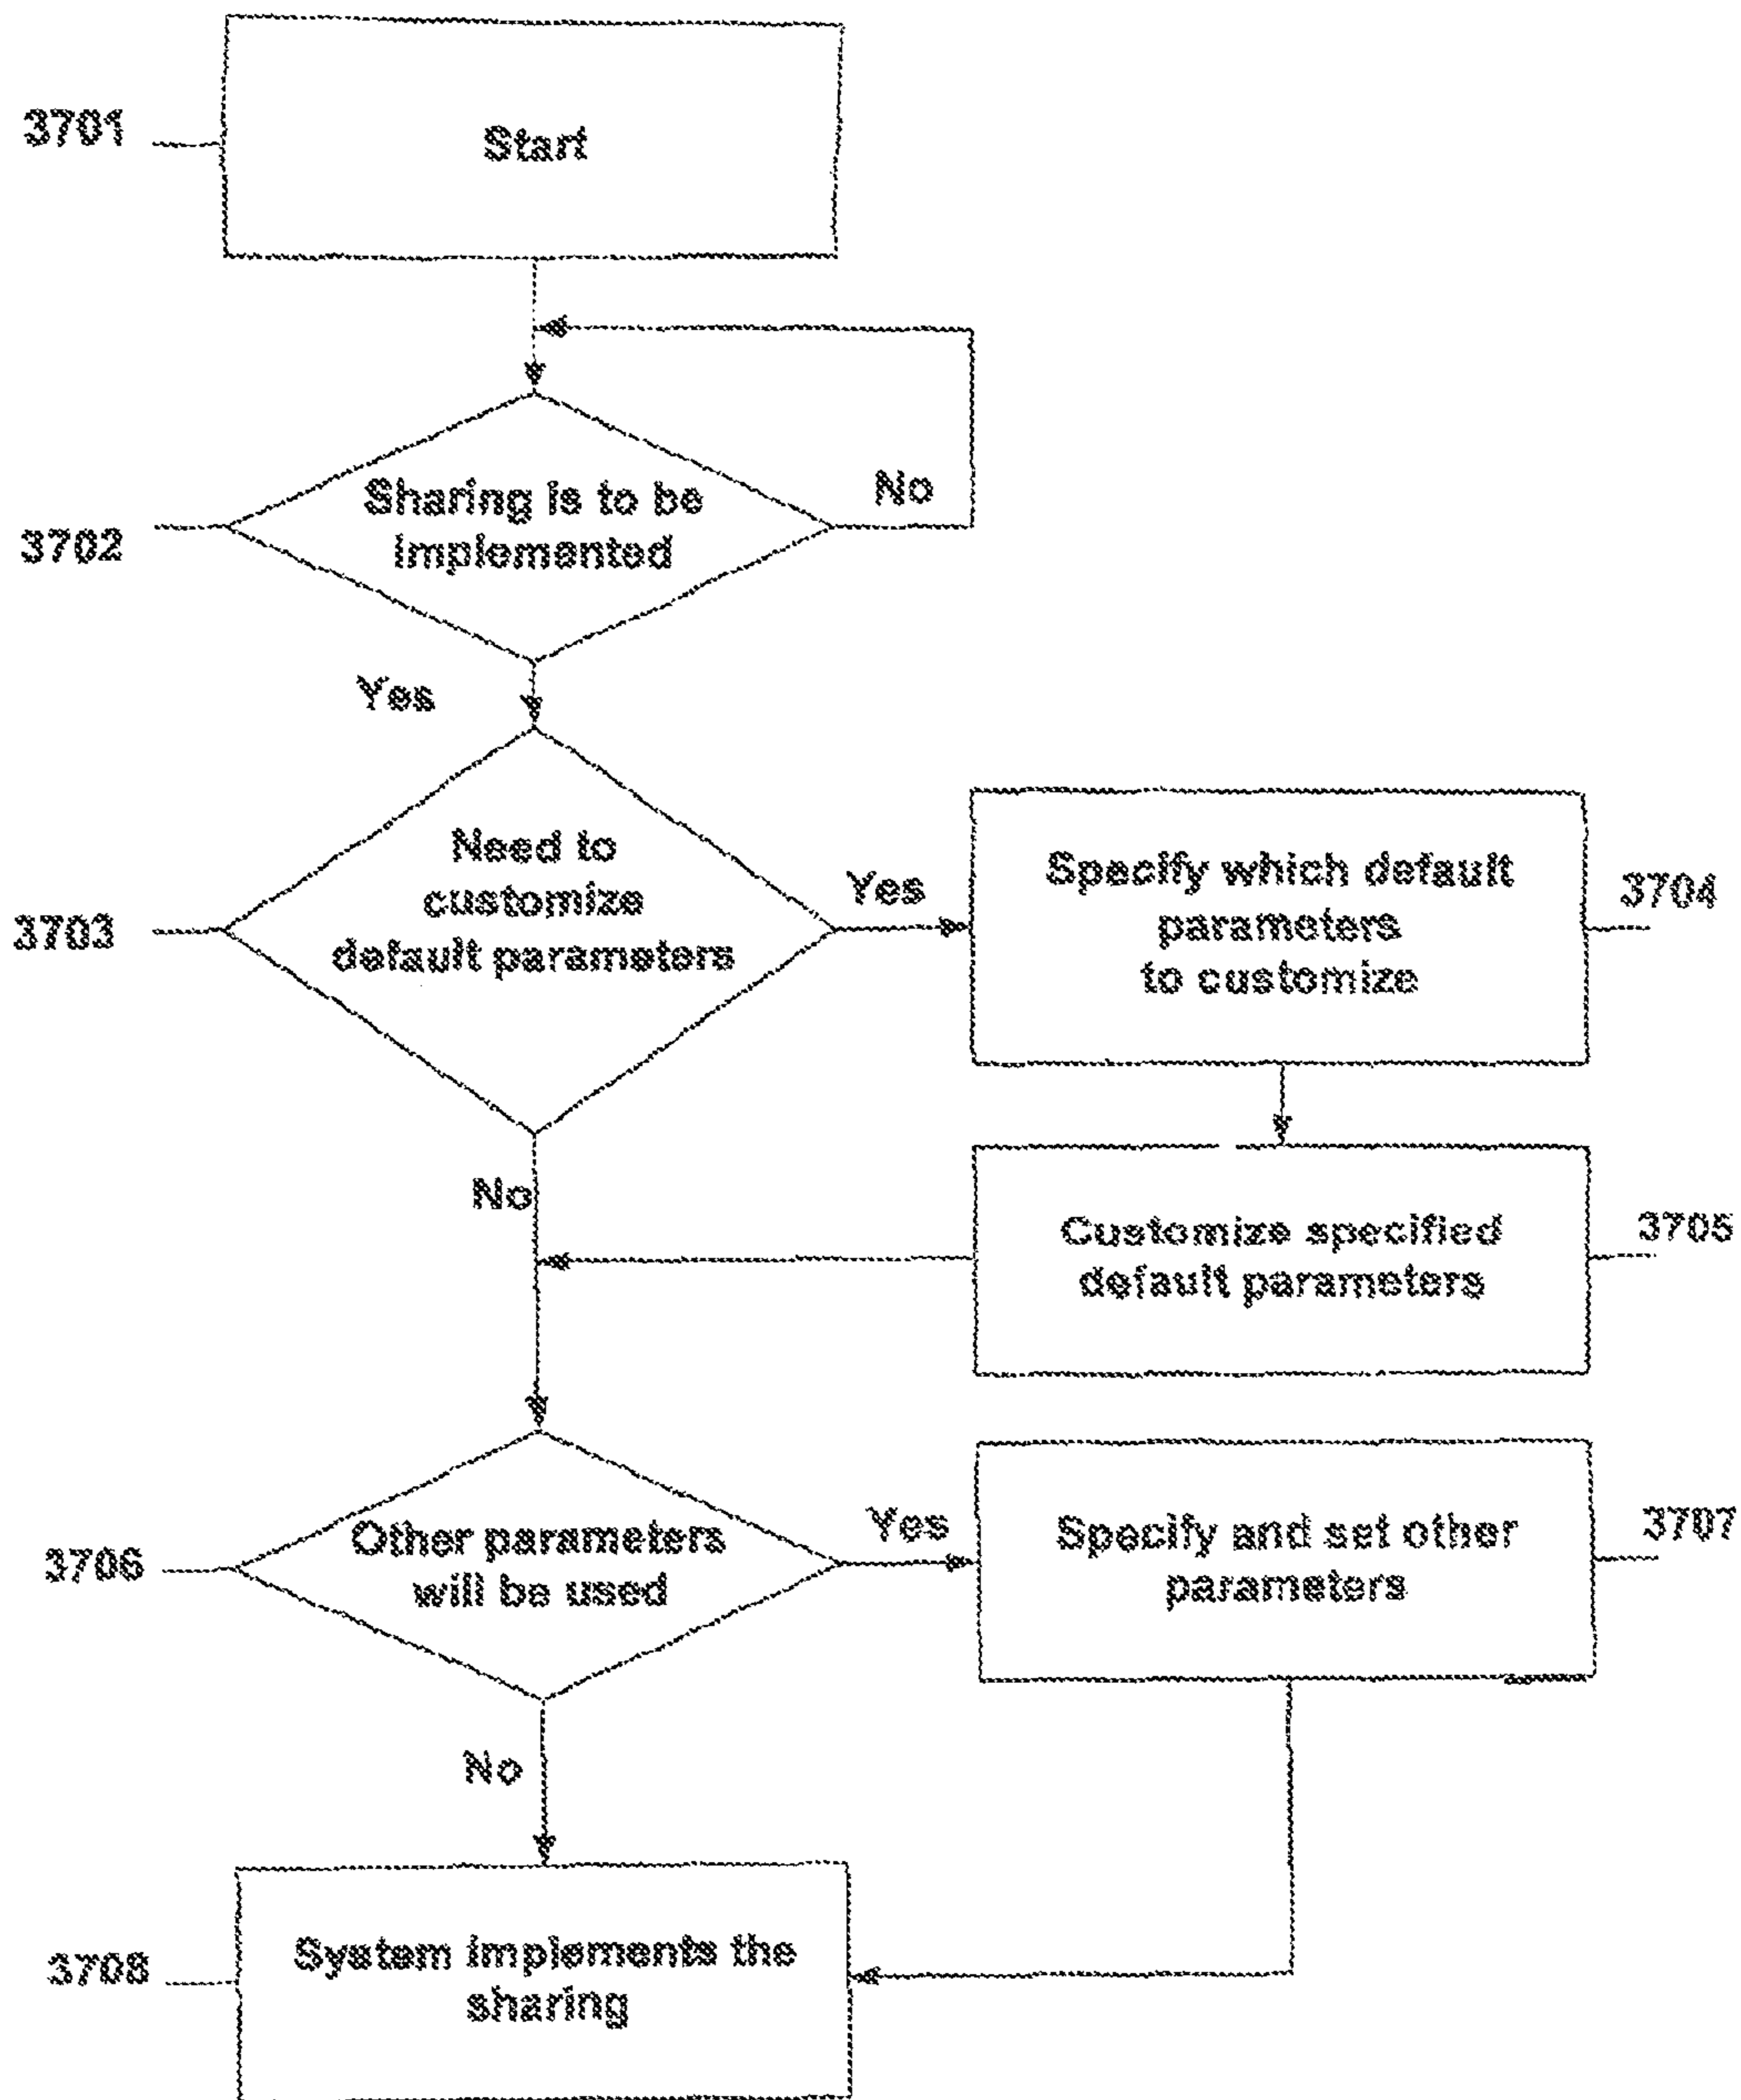 3701
Start
3702
Sharing is to be
implemented
No
Yes
3703
Need to
customize
default parameters
Yes
Specify which default
parameters
to customize
3704
No
Customize specified
default parameters
3705
3706
Other parameters
will be used
Yes
Specify and set other
parameters
3707
No
3708
System implements the
sharing